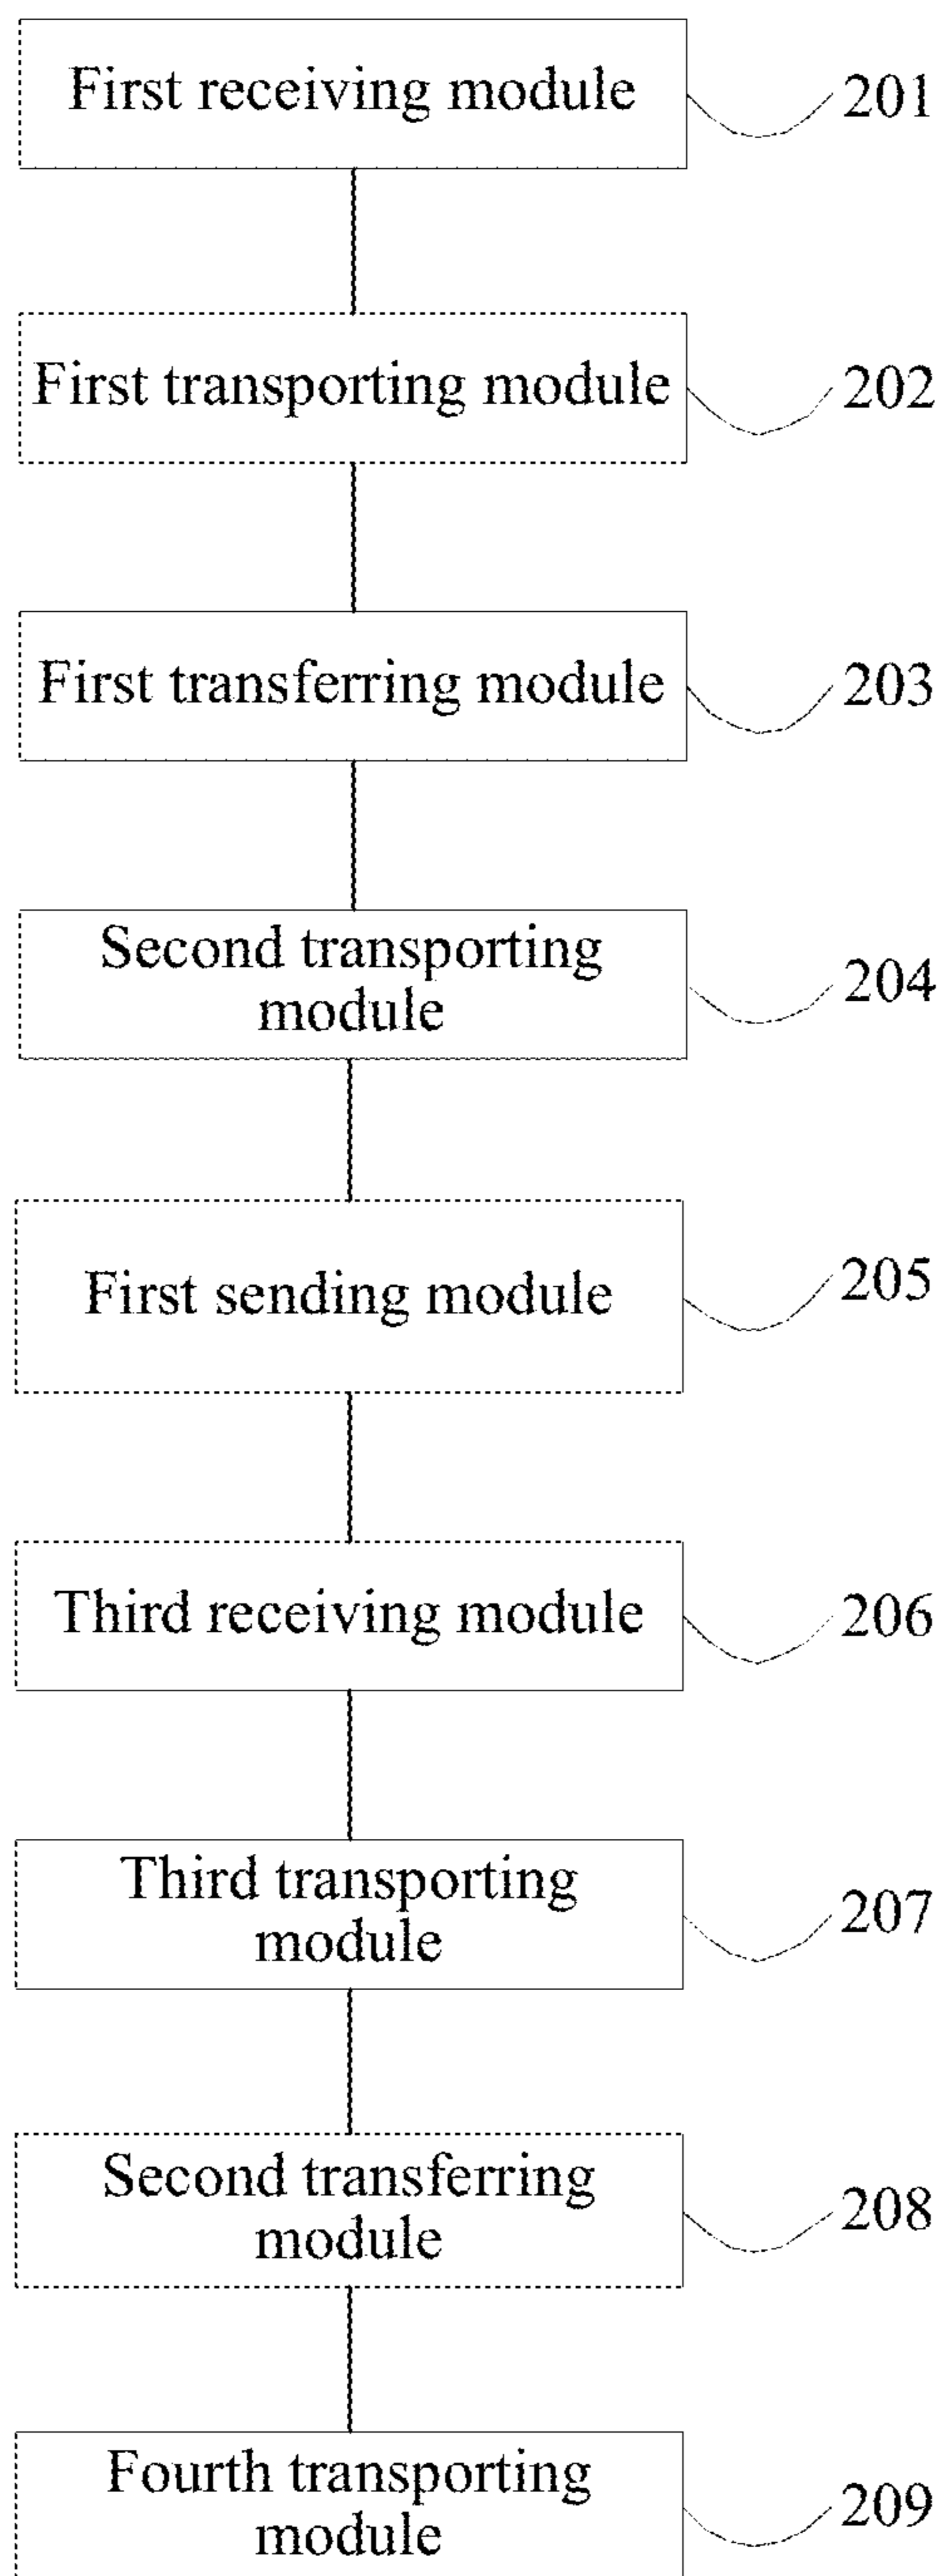 First receiving module
201
First transporting module
202
First transferring module
203
Second transporting
module
204
First sending module
205
Third receiving module
206
Third transporting
module
207
Second transferring
module
208
Fourth transporting
module
209